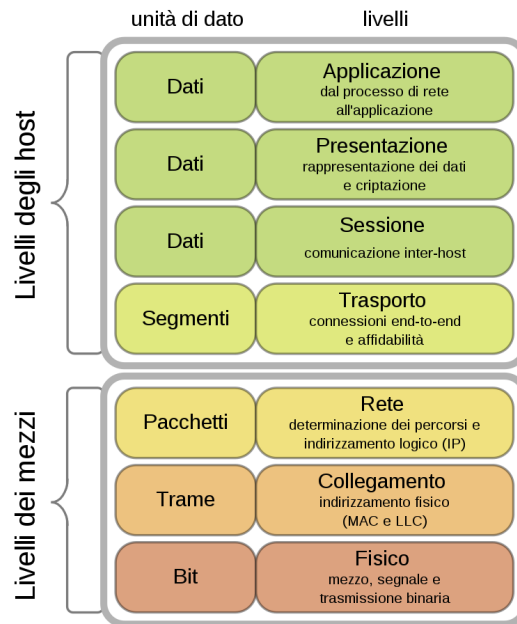 unità di dato livelli
Livelli degli host
Dati
Applicazione
dal processo di rete
all'applicazione
Dati
Presentazione
rappresentazione dei dati
e criptazione
Dati
Sessione
comunicazione inter-host
Segmenti
Trasporto
connessioni end-to-end
e affidabilità
Livelli dei mezzi
Pacchetti
Rete
determinazione dei percorsi e
indirizzamento logico (IP)
Trame
Collegamento
indirizzamento fisico
(MAC e LLC)
Bit
Fisico
mezzo, segnale e
trasmissione binaria